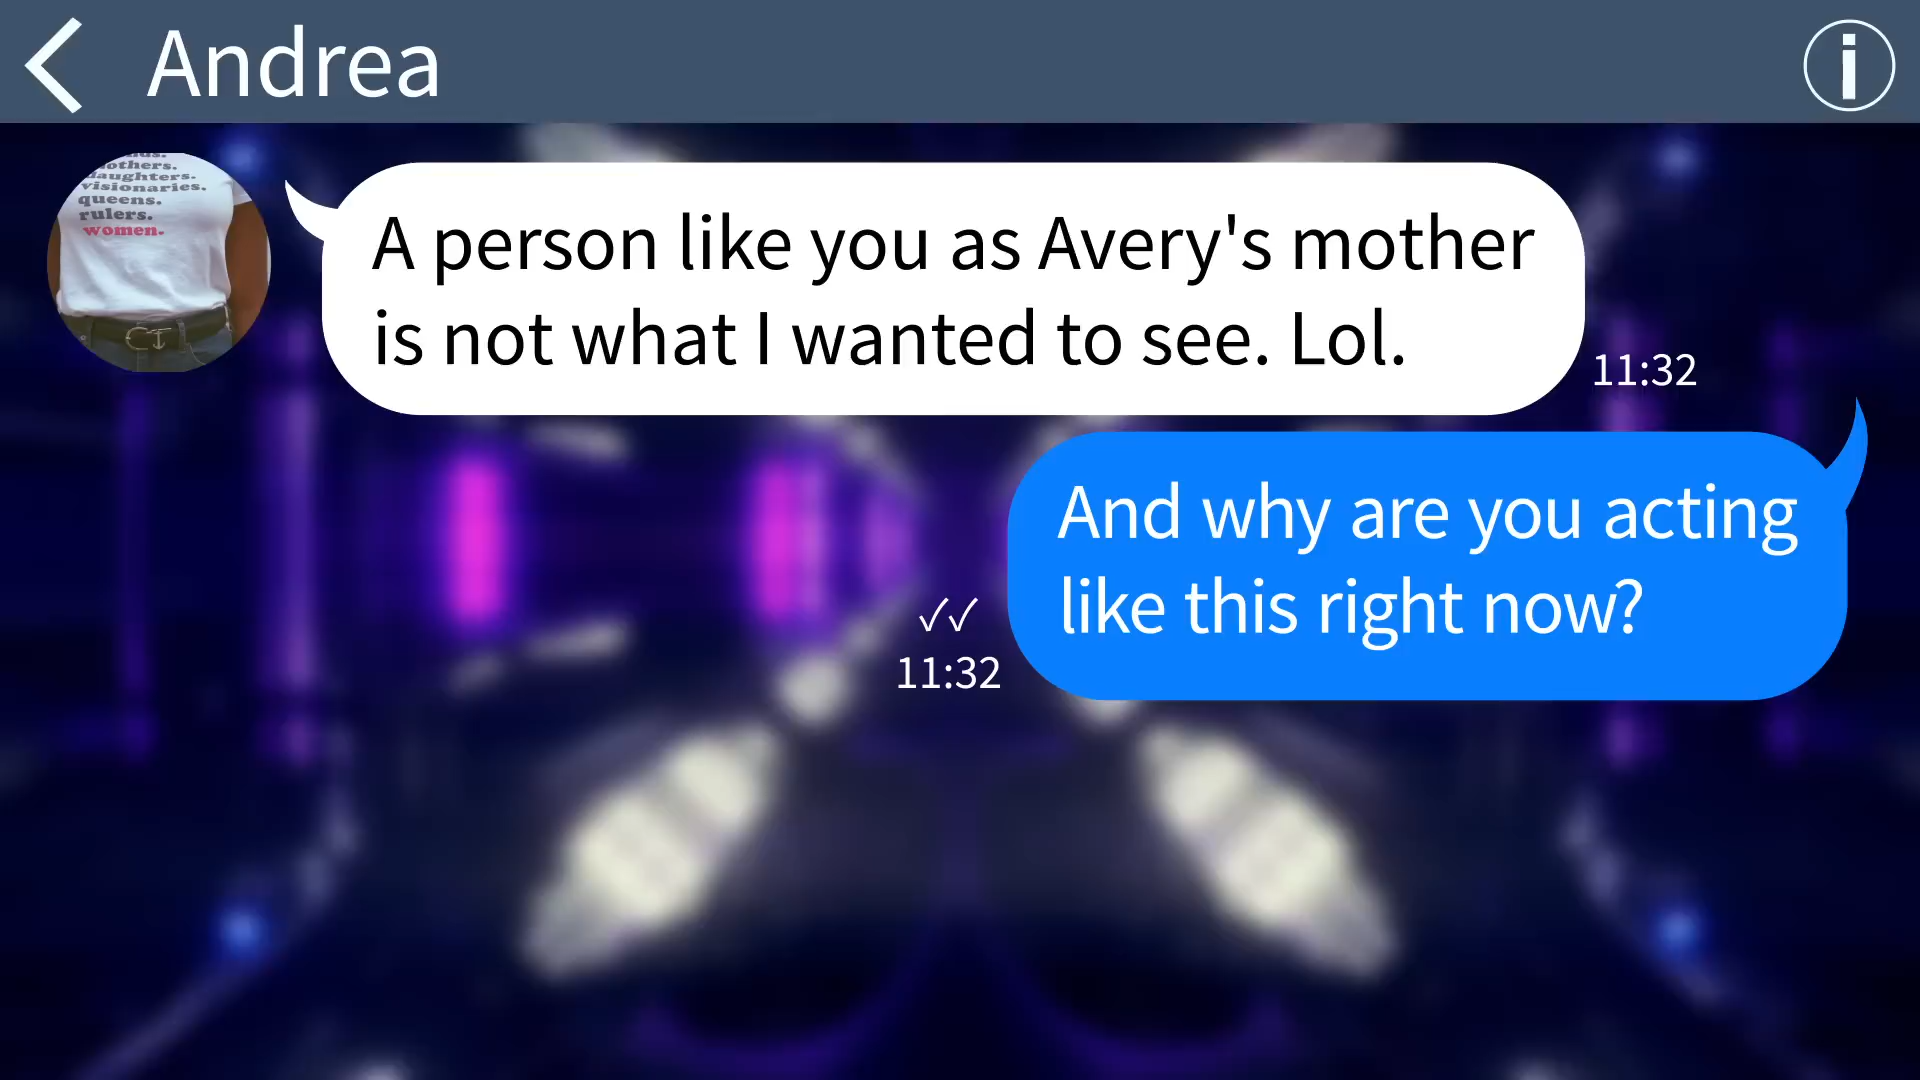 Andrea
i
others.
daughters.
visionaries.
queens.
rulers.
women.
A person like you as Avery's mother
is not what I wanted to see. Lol.
11:32
And why are you acting
like this right now?
✓✓
11:32